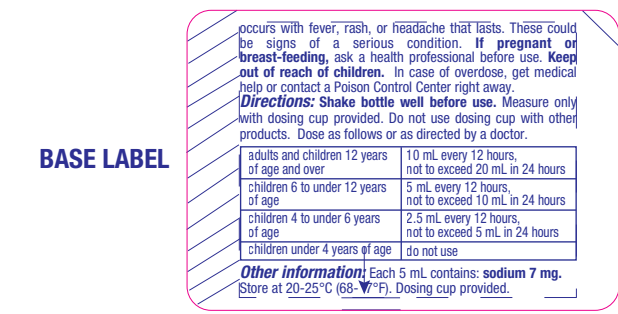 BASE LABEL
occurs with fever, rash, or headache that lasts. These could
be signs of a serious condition. If pregnant or
breast-feeding, ask a health professional before use. Keep
out of reach of children. In case of overdose, get medical
help or contact a Poison Control Center right away.
Directions: Shake bottle well before use. Measure only
with dosing cup provided. Do not use dosing cup with other
products. Dose as follows or as directed by a doctor.
adults and children 12 years of age and over 10 mL every 12 hours, not to exceed 20 mL in 24 hours
children 6 to under 12 years of age 5 mL every 12 hours, not to exceed 10 mL in 24 hours
children 4 to under 6 years of age 2.5 mL every 12 hours, not to exceed 5 mL in 24 hours
children under 4 years of age do not use
Other information: Each 5 mL contains: sodium 7 mg.
Store at 20-25°C Dosing cup provided.